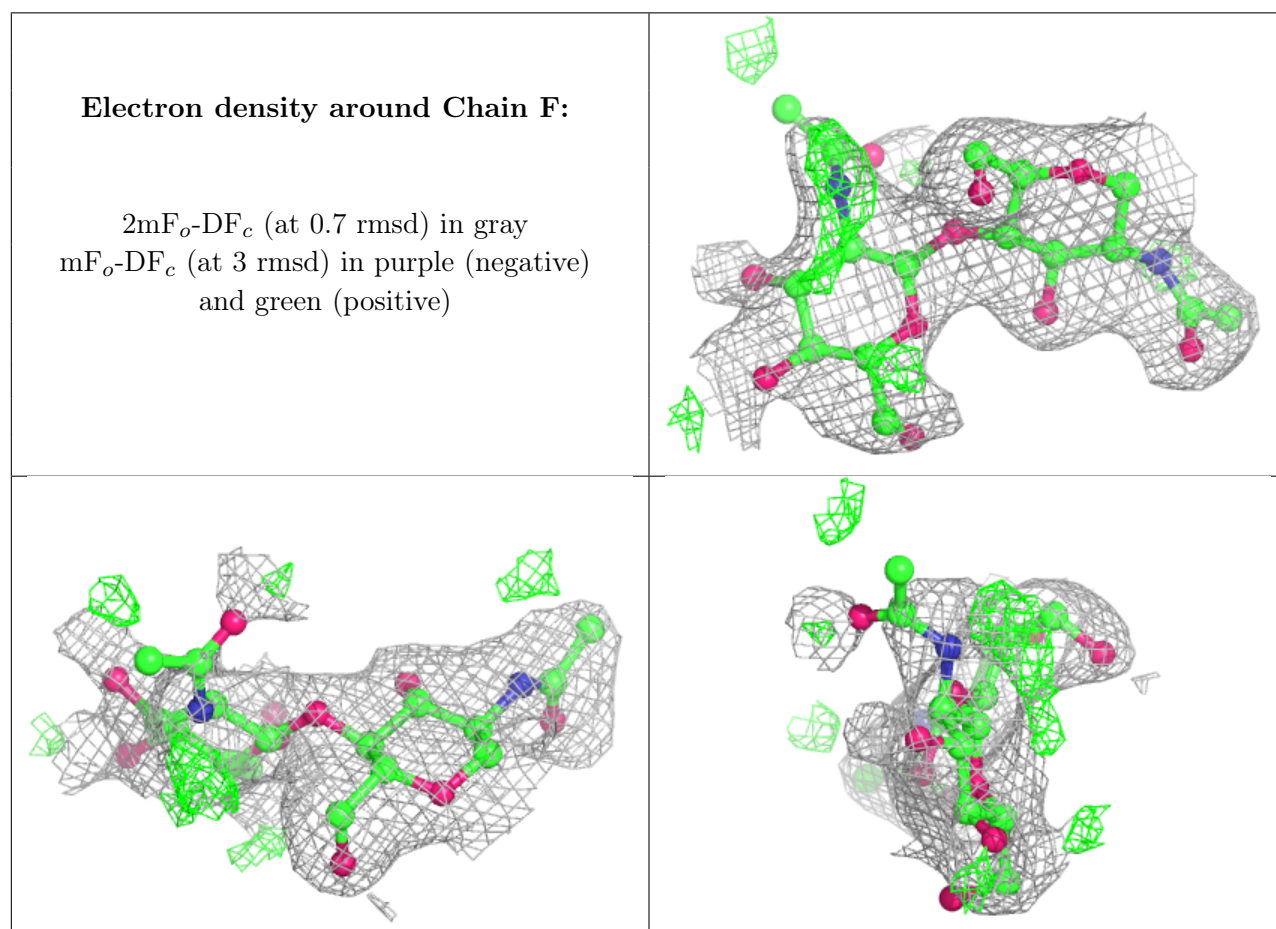 Electron density around Chain F:
2mFo-DFc (at 0.7 rmsd) in gray
mFo-DFc (at 3 rmsd) in purple (negative)
and green (positive)